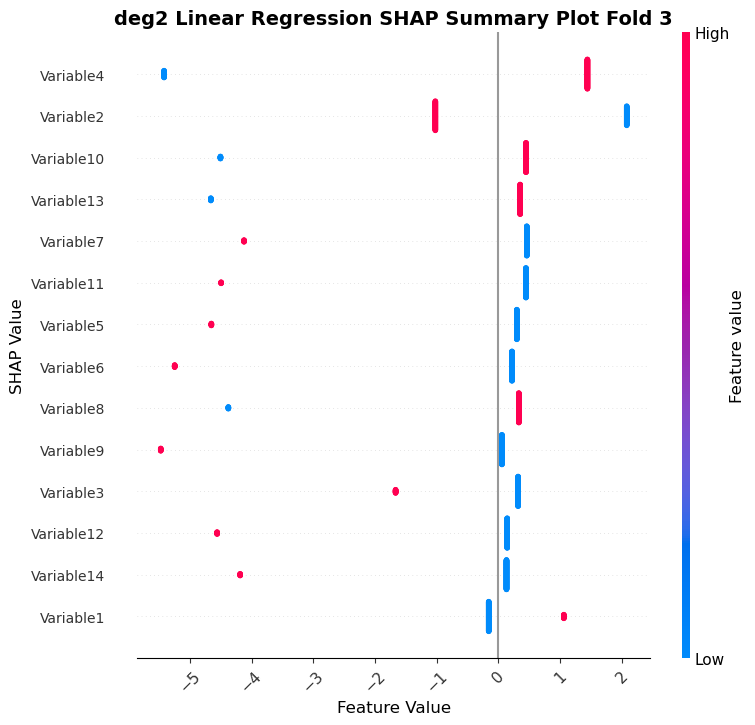 deg2 Linear Regression SHAP Summary Plot Fold 3
High
Variable4
Variable2
Variable10
Variable13
Variable7
Variable11
Variable5
Variable6
Variable8
Variable9
Variable3
Variable12
Variable14
Variable1
SHAP Value
Feature value
Low
−5 −4 −3 −2 −1 0 1 2
Feature Value